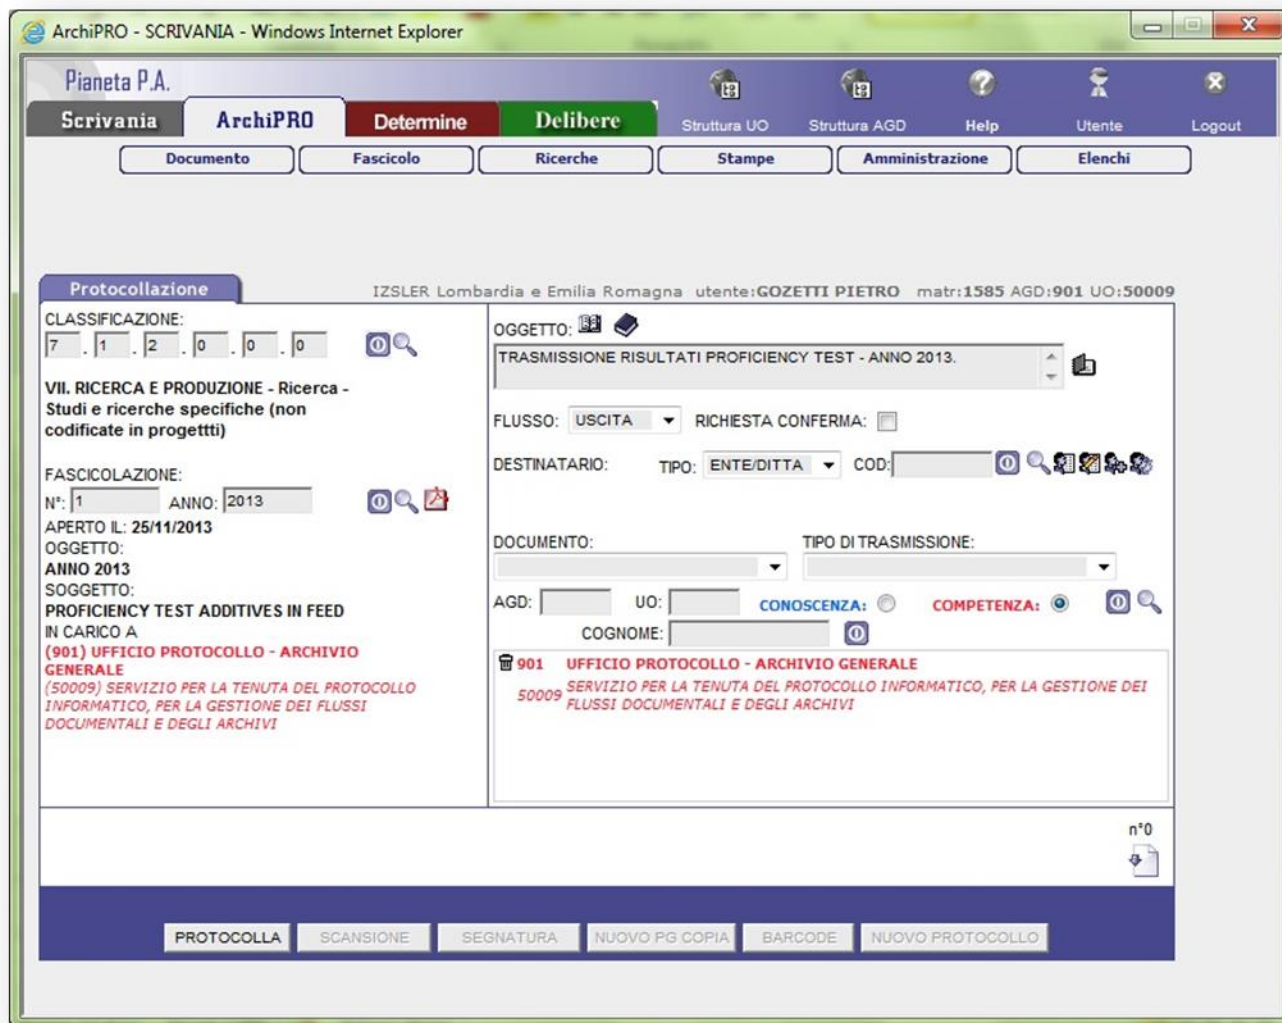 ArchiPRO - SCRIVANIA - Windows Internet Explorer
Pianeta P.A.
Scrivania ArchiPRO Determine Delibere Struttura UO Struttura AGD Help Utente Logout
Documento Fascicolo Ricerche Stampe Amministrazione Elenchi
Protocollazione IZSLER Lombardia e Emilia Romagna utente:GOZETTI PIETRO matr:1585 AGD:901 UO:50009
CLASSIFICAZIONE:
7 . 1 . 2 . 0 . 0 . 0
VII. RICERCA E PRODUZIONE - Ricerca -
Studi e ricerche specifiche (non
codificate in progettti)
FASCICOLAZIONE:
N°: 1 ANNO: 2013
APERTO IL: 25/11/2013
OGGETTO:
ANNO 2013
SOGGETTO:
PROFICIENCY TEST ADDITIVES IN FEED
IN CARICO A
(901) UFFICIO PROTOCOLLO - ARCHIVIO
GENERALE
(50009) SERVIZIO PER LA TENUTA DEL PROTOCOLLO
INFORMATICO, PER LA GESTIONE DEI FLUSSI
DOCUMENTALI E DEGLI ARCHIVI
OGGETTO:
TRASMISSIONE RISULTATI PROFICIENCY TEST - ANNO 2013.
FLUSSO: USCITA RICHIESTA CONFERMA:
DESTINATARIO: TIPO: ENTE/DITTA COD:
DOCUMENTO: TIPO DI TRASMISSIONE:
AGD: UO: CONOSCENZA: COMPETENZA:
COGNOME:
901 UFFICIO PROTOCOLLO - ARCHIVIO GENERALE
50009 SERVIZIO PER LA TENUTA DEL PROTOCOLLO INFORMATICO, PER LA GESTIONE DEI
FLUSSI DOCUMENTALI E DEGLI ARCHIVI
n°0
PROTOCOLLA SCANSIONE SEGNATURA NUOVO PG COPIA BARCODE NUOVO PROTOCOLLO